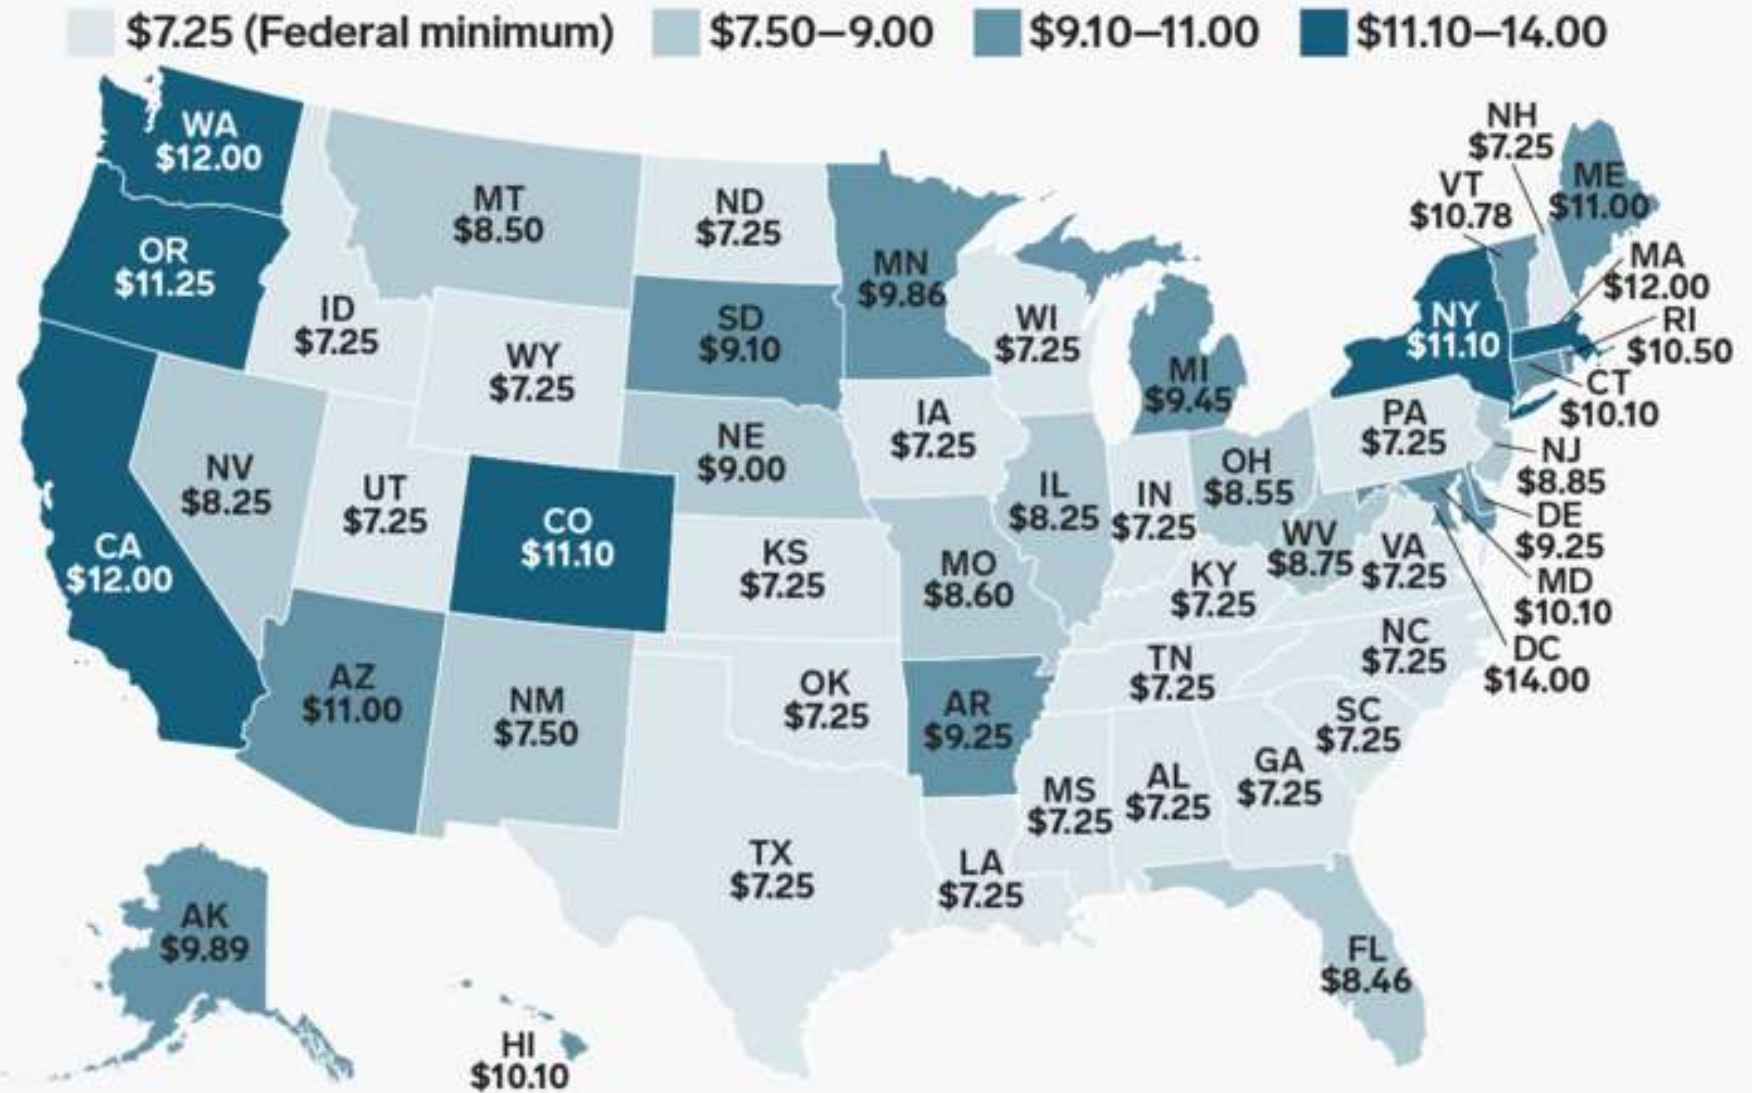 $7.25 (Federal minimum) $7.50–9.00 $9.10–11.00 $11.10–14.00
WA
$12.00
OR
$11.25
CA
$12.00
ID
$7.25
NV
$8.25
MT
$8.50
WY
$7.25
UT
$7.25
AZ
$11.00
CO
$11.10
NM
$7.50
ND
$7.25
SD
$9.10
NE
$9.00
KS
$7.25
OK
$7.25
TX
$7.25
MN
$9.86
IA
$7.25
MO
$8.60
AR
$9.25
LA
$7.25
WI
$7.25
IL
$8.25
MI
$9.45
IN
$7.25
OH
$8.55
KY
$7.25
TN
$7.25
MS
$7.25
AL
$7.25
GA
$7.25
FL
$8.46
SC
$7.25
NC
$7.25
VA
$7.25
WV
$8.75
PA
$7.25
NY
$11.10
VT
$10.78
NH
$7.25
ME
$11.00
MA
$12.00
RI
$10.50
CT
$10.10
NJ
$8.85
DE
$9.25
MD
$10.10
DC
$14.00
AK
$9.89
HI
$10.10